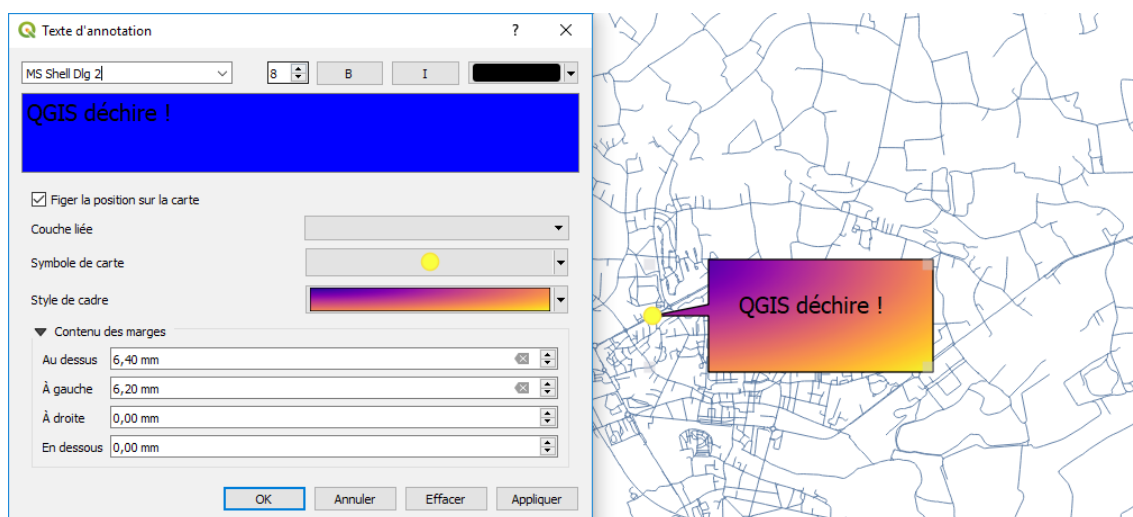 Texte d'annotation
?
MS Shell Dlg 2
8
B
I
QGIS déchire !
Figer la position sur la carte
Couche liée
Symbole de carte
Style de cadre
Contenu des marges
Au dessus 6,40 mm
À gauche 6,20 mm
À droite 0,00 mm
En dessous 0,00 mm
OK
Annuler
Effacer
Appliquer
QGIS déchire !